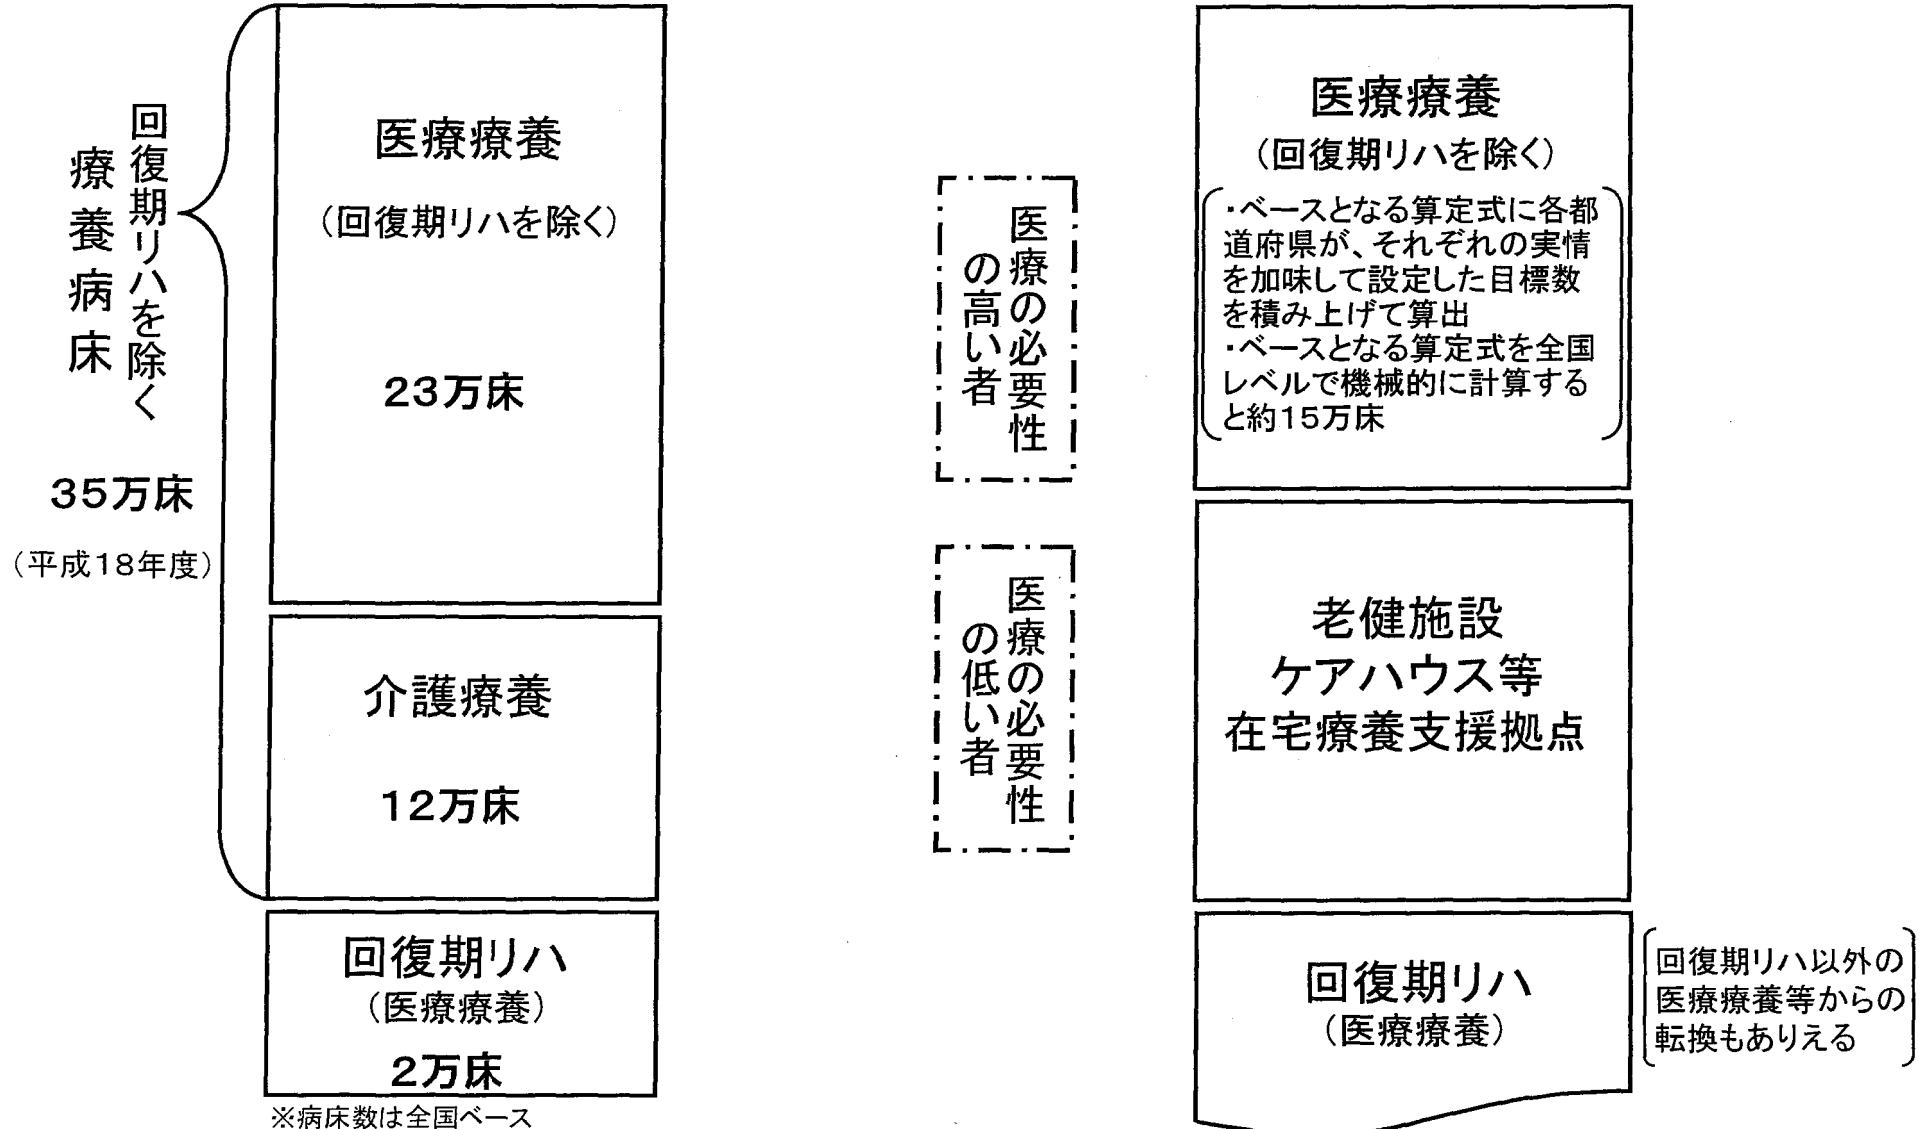 回復期リハを除く
療養病床
35万床
（平成18年度）
医療療養
（回復期リハを除く）
23万床
介護療養
12万床
回復期リハ
（医療療養）
2万床
※病床数は全国ベース
医療の必要性
の高い者
医療の必要性
の低い者
医療療養
（回復期リハを除く）
・ベースとなる算定式に各都
道府県が、それぞれの実情
を加味して設定した目標数
を積み上げて算出
・ベースとなる算定式を全国
レベルで機械的に計算する
と約15万床
老健施設
ケアハウス等
在宅療養支援拠点
回復期リハ
（医療療養）
回復期リハ以外の
医療療養等からの
転換もありえる